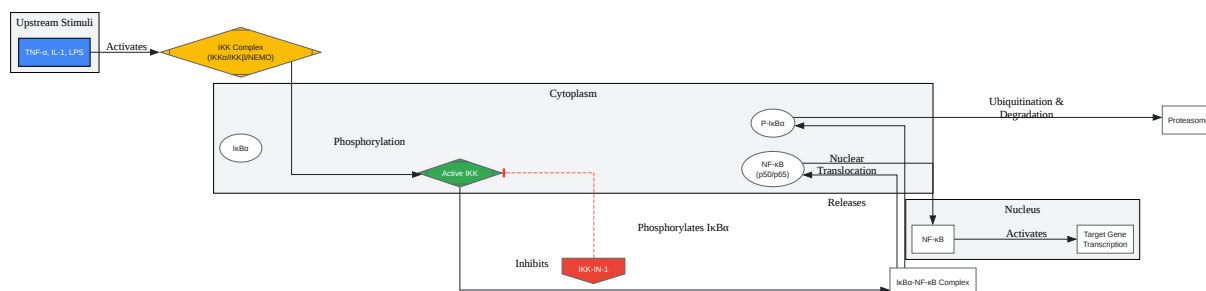 Upstream Stimuli
TNF-α, IL-1, LPS
Activates
IKK Complex
(IKKα/IKKβ/NEMO)
Cytoplasm
IκBα
Phosphorylation
Active IKK
P-IκBα
NF-κB
(p50/p65)
Nuclear
Translocation
Ubiquitination &
Degradation
Proteasome
Releases
Nucleus
NF-κB
Activates
Target Gene
Transcription
Phosphorylates IκBα
Inhibits
IKK-IN-1
IκBα-NF-κB Complex